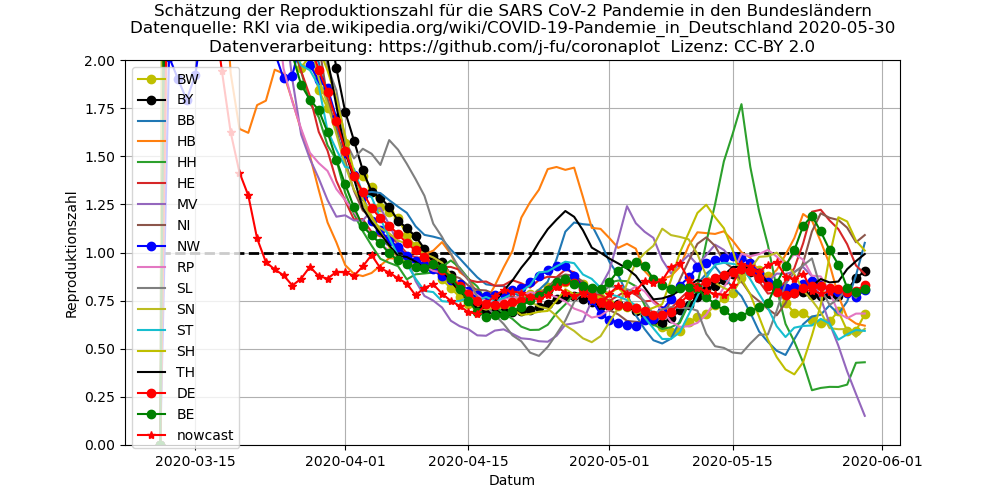 Schätzung der Reproduktionszahl für die SARS CoV-2 Pandemie in den Bundesländern
Datenquelle: RKI via de.wikipedia.org/wiki/COVID-19-Pandemie_in_Deutschland 2020-05-30
Datenverarbeitung: https://github.com/j-fu/coronaplot  Lizenz: CC-BY 2.0
Reproduktionszahl
2.00
1.75
1.50
1.25
1.00
0.75
0.50
0.25
0.00
BW
BY
BB
HB
HH
HE
MV
NI
NW
RP
SL
SN
ST
SH
TH
DE
BE
nowcast
2020-03-15
2020-04-01
2020-04-15
2020-05-01
2020-05-15
2020-06-01
Datum